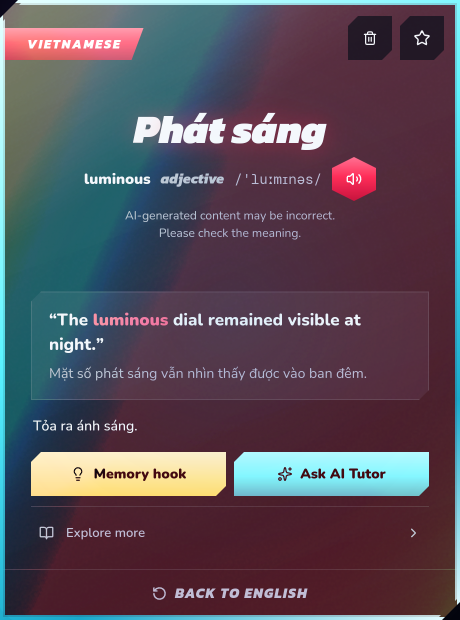 VIETNAMESE
Phát sáng
luminous adjective /ˈluːmɪnəs/
AI-generated content may be incorrect.
Please check the meaning.
“The luminous dial remained visible at
night.”
Mặt số phát sáng vẫn nhìn thấy được vào ban đêm.
Tỏa ra ánh sáng.
Memory hook
Ask AI Tutor
Explore more
BACK TO ENGLISH